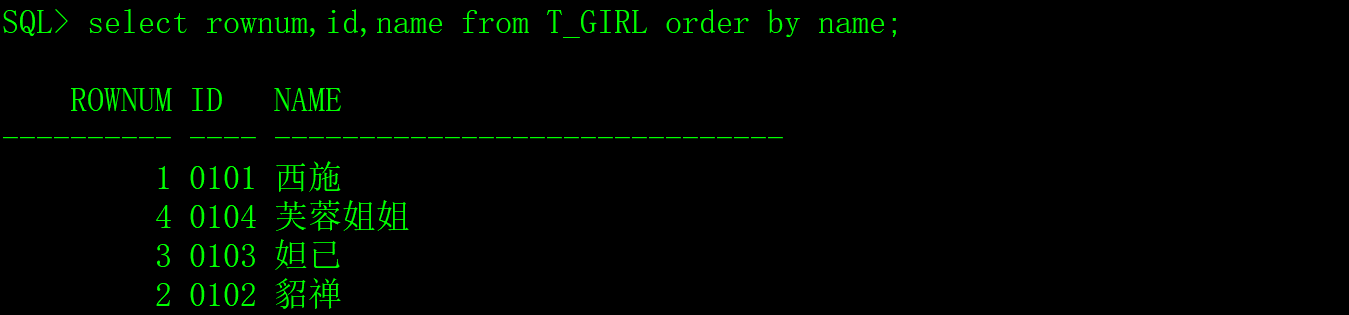 SQL> select rownum,id,name from T_GIRL order by name;
ROWNUM ID NAME
---------- ---- ------------------------------
1 0101 西施
4 0104 芙蓉姐姐
3 0103 妲己
2 0102 貂禅